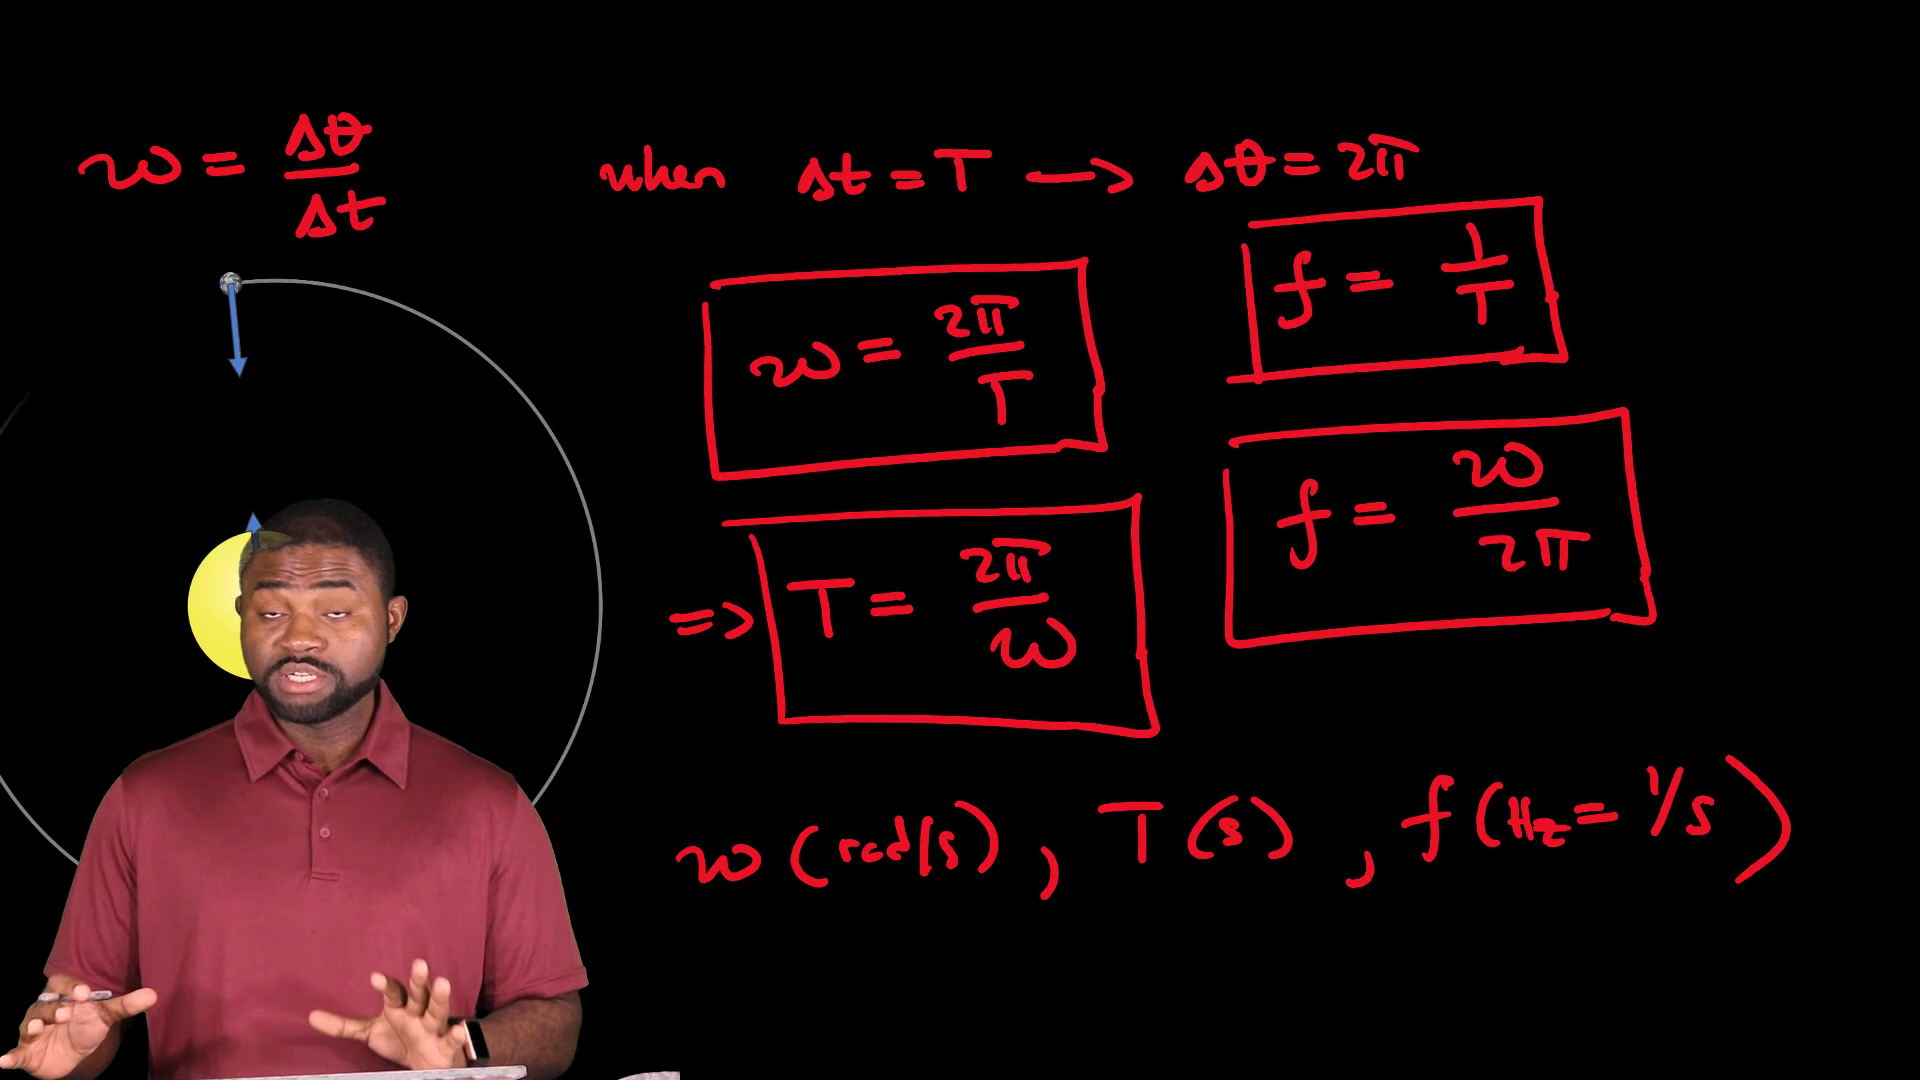 ω = Δθ/Δt
when Δt = T → Δθ = 2π
ω = 2π/T
f = 1/T
=> T = 2π/ω
f = ω/2π
ω (rad/s), T (s), f (Hz = 1/s)